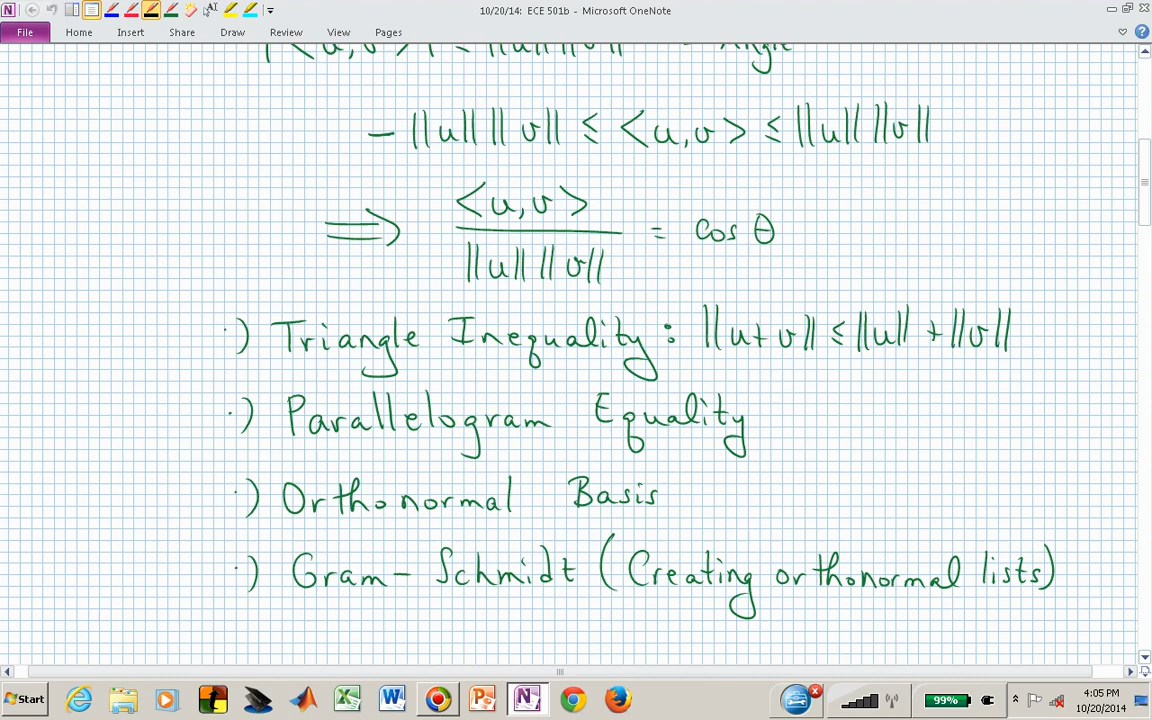 10/20/14: ECE 501b - Microsoft OneNote
File Home Insert Share Draw Review View Pages
|<u,v>| ≤ ||u|| ||v|| - Angle
- ||u|| ||v|| ≤ <u,v> ≤ ||u|| ||v||
<u,v>
⟹ ——— = cos θ
||u|| ||v||
·) Triangle Inequality: ||u+v|| ≤ ||u|| + ||v||
·) Parallelogram Equality
·) Orthonormal Basis
·) Gram-Schmidt (Creating orthonormal lists)
Start
99%
4:05 PM
10/20/2014